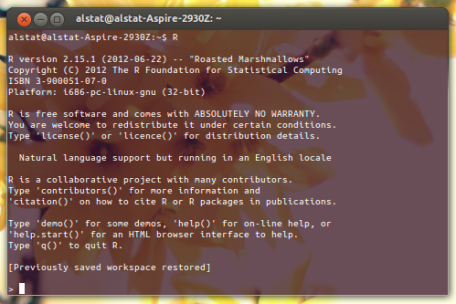 alstat@alstat-Aspire-2930Z: ~
alstat@alstat-Aspire-2930Z:~$ R
R version 2.15.1 (2012-06-22) -- "Roasted Marshmallows"
Copyright (C) 2012 The R Foundation for Statistical Computing
ISBN 3-900051-07-0
Platform: i686-pc-linux-gnu (32-bit)
R is free software and comes with ABSOLUTELY NO WARRANTY.
You are welcome to redistribute it under certain conditions.
Type 'license()' or 'licence()' for distribution details.
Natural language support but running in an English locale
R is a collaborative project with many contributors.
Type 'contributors()' for more information and
'citation()' on how to cite R or R packages in publications.
Type 'demo()' for some demos, 'help()' for on-line help, or
'help.start()' for an HTML browser interface to help.
Type 'q()' to quit R.
[Previously saved workspace restored]
>